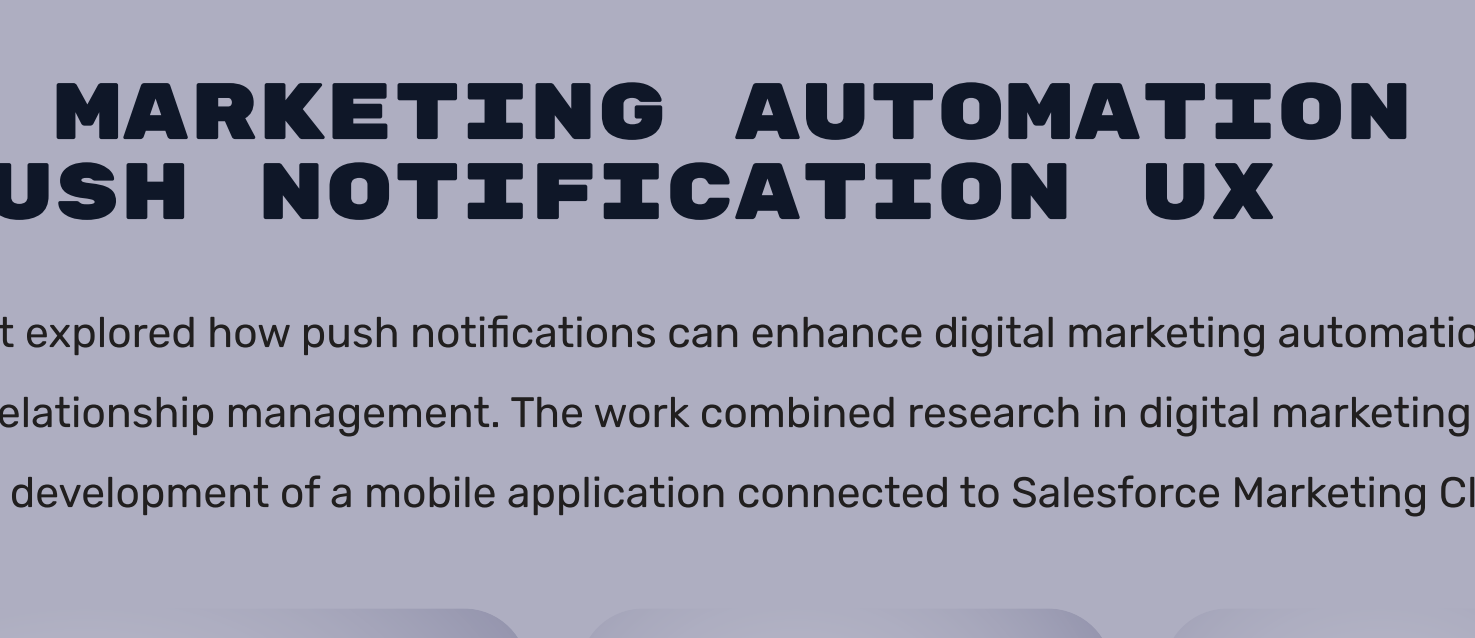 MARKETING AUTOMATION
USH NOTIFICATION UX
t explored how push notifications can enhance digital marketing automatio
elationship management. The work combined research in digital marketing
development of a mobile application connected to Salesforce Marketing Cl